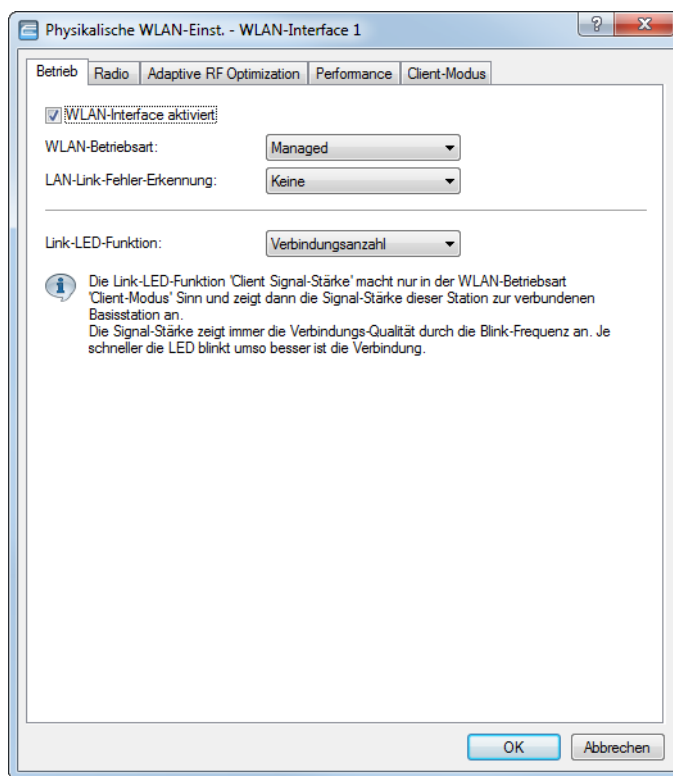 Physikalische WLAN-Einst. - WLAN-Interface 1
?
Betrieb Radio Adaptive RF Optimization Performance Client-Modus
WLAN-Interface aktiviert
WLAN-Betriebsart: Managed
LAN-Link-Fehler-Erkennung: Keine
Link-LED-Funktion: Verbindungsanzahl
Die Link-LED-Funktion 'Client Signal-Stärke' macht nur in der WLAN-Betriebsart
'Client-Modus' Sinn und zeigt dann die Signal-Stärke dieser Station zur verbundenen
Basisstation an.
Die Signal-Stärke zeigt immer die Verbindungs-Qualität durch die Blink-Frequenz an. Je
schneller die LED blinkt umso besser ist die Verbindung.
OK Abbrechen